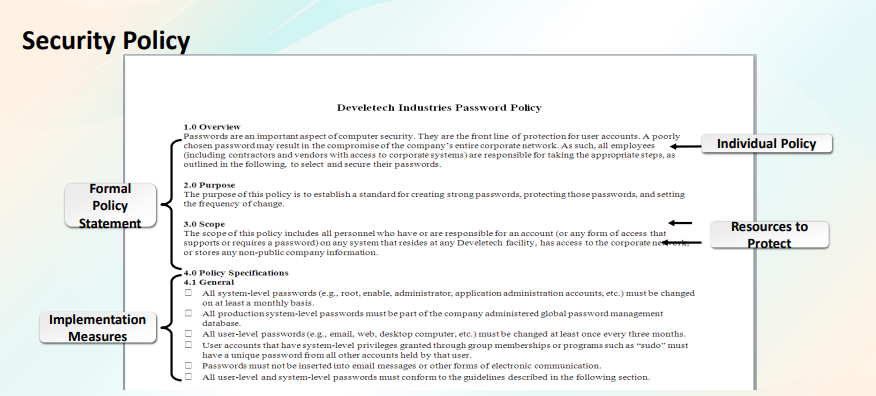 Security Policy
Develetech Industries Password Policy
1.0 Overview
Passwords are an important aspect of computer security. They are the front line of protection for user accounts. A poorly
chosen password may result in the compromise of the company's entire corporate network. As such, all employees
(including contractors and vendors with access to corporate systems) are responsible for taking the appropriate steps, as
outlined in the following, to select and secure their passwords.
Individual Policy
2.0 Purpose
The purpose of this policy is to establish a standard for creating strong passwords, protecting those passwords, and setting
the frequency of change.
Formal
Policy
Statement
3.0 Scope
The scope of this policy includes all personnel who have or are responsible for an account (or any form of access that
supports or requires a password) on any system that resides at any Develetech facility, has access to the corporate network,
or stores any non-public company information.
Resources to
Protect
4.0 Policy Specifications
4.1 General
☐ All system-level passwords (e.g., root, enable, administrator, application administration accounts, etc.) must be changed
on at least a monthly basis.
☐ All production system-level passwords must be part of the company administered global password management
database.
☐ All user-level passwords (e.g., email, web, desktop computer, etc.) must be changed at least once every three months.
☐ User accounts that have system-level privileges granted through group memberships or programs such as "sudo" must
have a unique password from all other accounts held by that user.
☐ Passwords must not be inserted into email messages or other forms of electronic communication.
☐ All user-level and system-level passwords must conform to the guidelines described in the following section.
Implementation
Measures